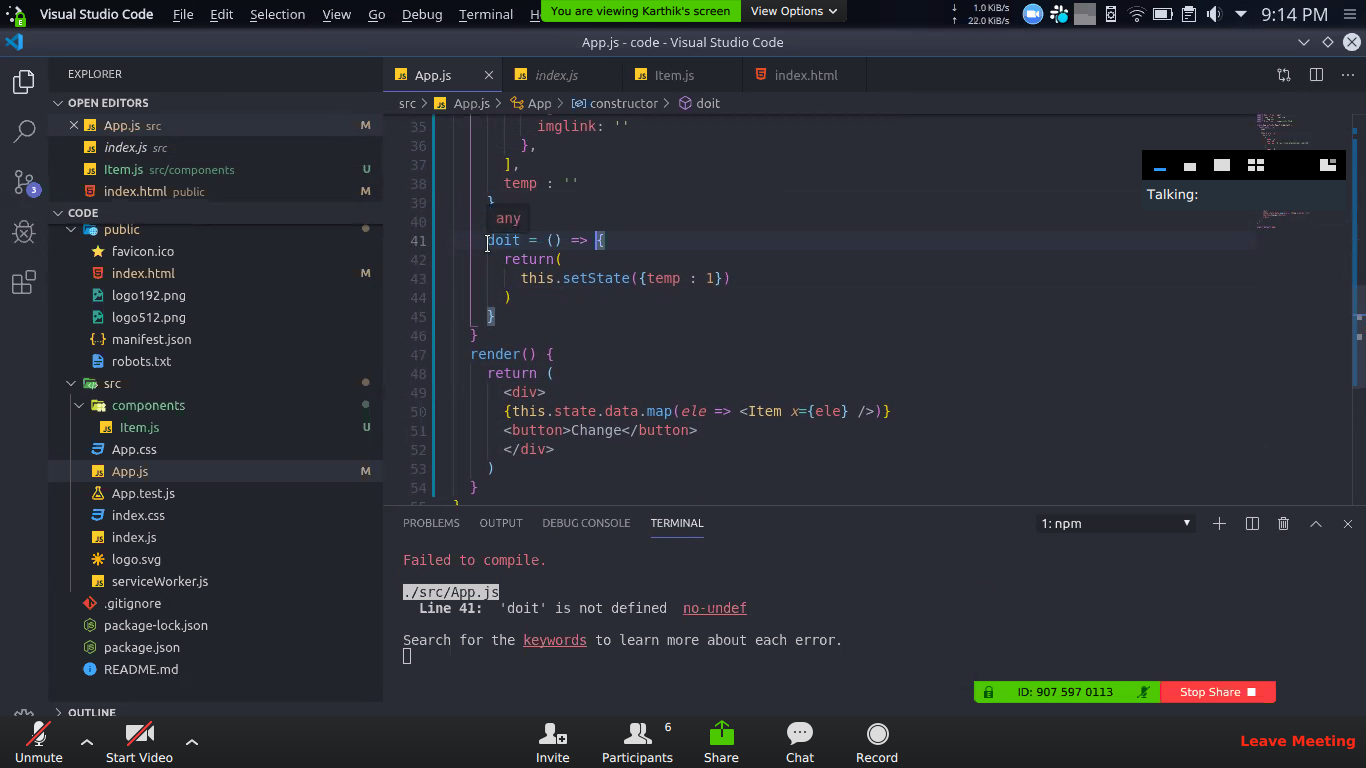 Visual Studio Code File Edit Selection View Go Debug Terminal H
You are viewing Karthik's screen View Options
↓ 1.0 KiB/s
↑ 22.0 KiB/s
9:14 PM
App.js - code - Visual Studio Code
EXPLORER
OPEN EDITORS
App.js src M
index.js src
Item.js src/components U
index.html public M
3
CODE
public
favicon.ico
index.html M
logo192.png
logo512.png
manifest.json
robots.txt
src
components
Item.js U
App.css
App.js M
App.test.js
index.css
index.js
logo.svg
serviceWorker.js
.gitignore
package-lock.json
package.json
README.md
OUTLINE
App.js index.js Item.js index.html
src > App.js > App > constructor > doit
35 imglink: ''
36 },
37 ],
38 temp : ''
39 }
40
any
41 doit = () => {
42 return(
43 this.setState({temp : 1})
44 )
45 }
46 }
47 render() {
48 return (
49 <div>
50 {this.state.data.map(ele => <Item x={ele} />)}
51 <button>Change</button>
52 </div>
53 )
54 }
55 }
Talking:
PROBLEMS OUTPUT DEBUG CONSOLE TERMINAL 1: npm
Failed to compile.
./src/App.js
Line 41: 'doit' is not defined no-undef
Search for the keywords to learn more about each error.
ID: 907 597 0113 Stop Share
Unmute Start Video Invite Participants 6 Share Chat Record Leave Meeting